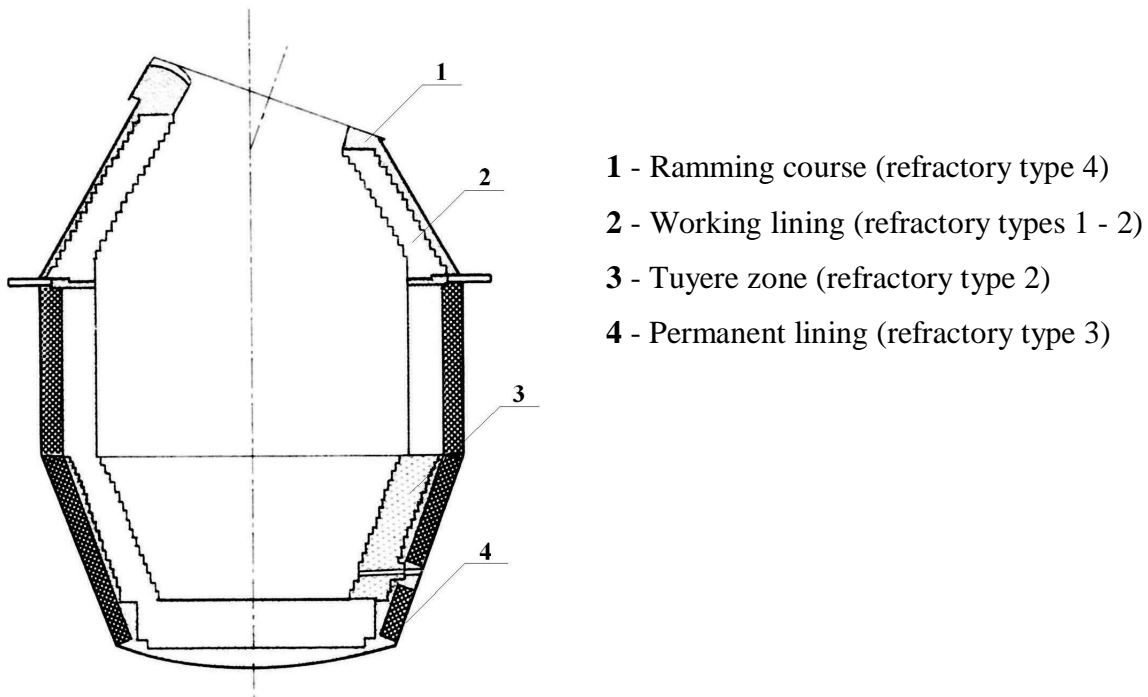 1
2
3
4
1 - Ramming course (refractory type 4)
2 - Working lining (refractory types 1 - 2)
3 - Tuyere zone (refractory type 2)
4 - Permanent lining (refractory type 3)